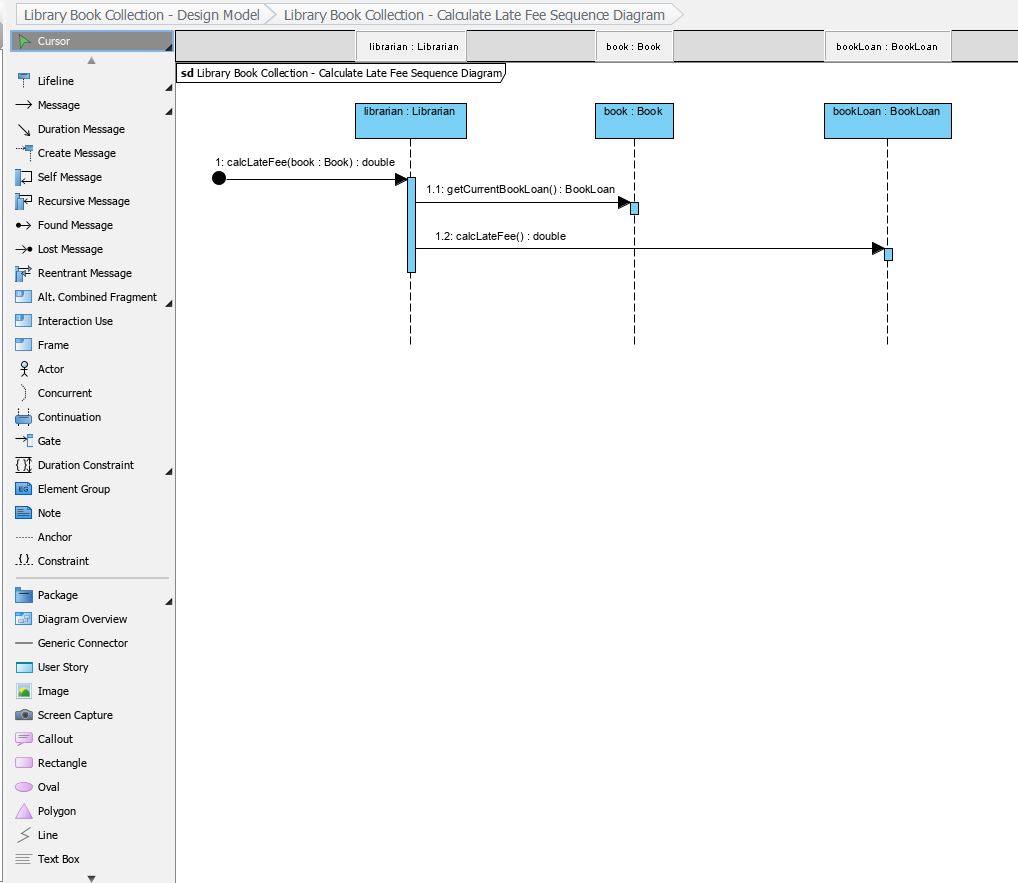 Library Book Collection - Design Model
Library Book Collection - Calculate Late Fee Sequence Diagram
Cursor
Lifeline
Message
Duration Message
Create Message
Self Message
Recursive Message
Found Message
Lost Message
Reentrant Message
Alt. Combined Fragment
Interaction Use
Frame
Actor
Concurrent
Continuation
Gate
Duration Constraint
EG Element Group
Note
Anchor
Constraint
Package
Diagram Overview
Generic Connector
User Story
Image
Screen Capture
Callout
Rectangle
Oval
Polygon
Line
Text Box
librarian : Librarian
book : Book
bookLoan : BookLoan
sd Library Book Collection - Calculate Late Fee Sequence Diagram
librarian : Librarian
book : Book
bookLoan : BookLoan
1: calcLateFee(book : Book) : double
1.1: getCurrentBookLoan() : BookLoan
1.2: calcLateFee() : double